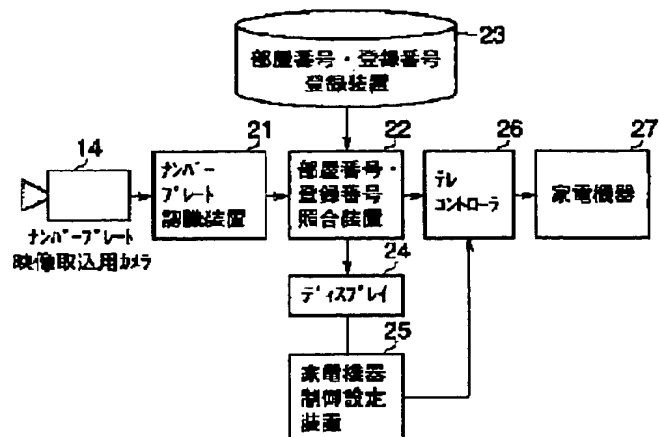 23
部屋番号・登録番号
登録装置
14
21
22
26
27
ナンバー
プレート
認識装置
部屋番号・
登録番号
照合装置
テレ
コントローラ
家電機器
ナンバープレート
映像取込用カメラ
24
ディスプレイ
25
家電機器
制御設定
装置